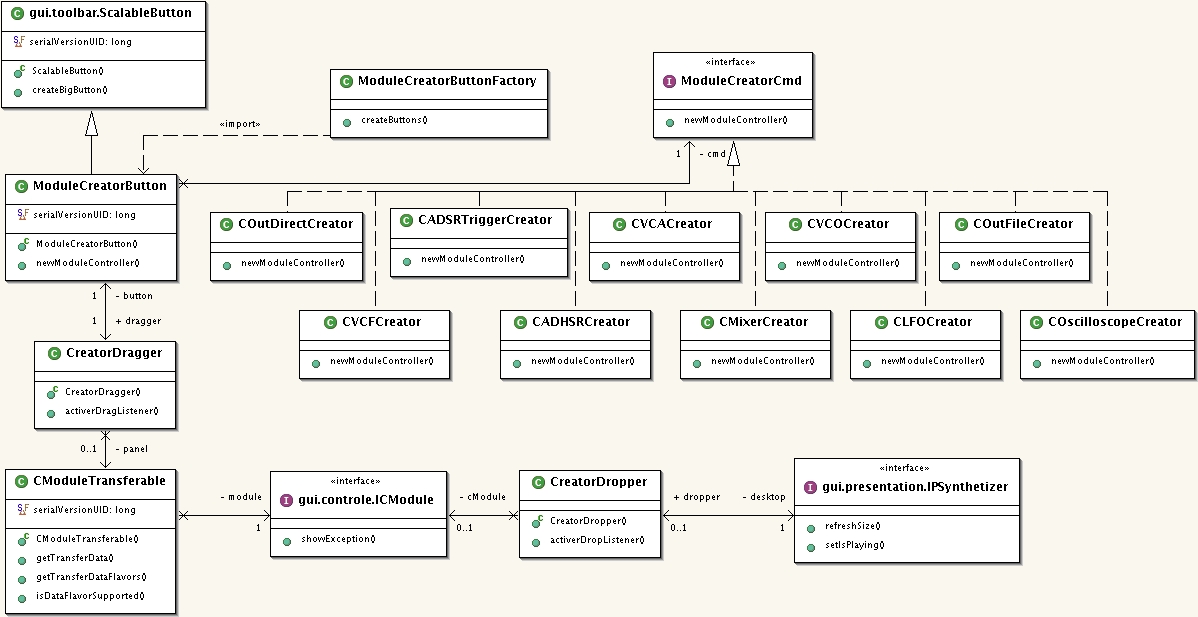 C gui.toolbar.ScalableButton
S F serialVersionUID: long
C ScalableButton()
createBigButton()
C ModuleCreatorButtonFactory
createButtons()
«interface»
I ModuleCreatorCmd
newModuleController()
«import»
1 - cmd
C ModuleCreatorButton
S F serialVersionUID: long
C ModuleCreatorButton()
newModuleController()
C COutDirectCreator
newModuleController()
C CADSRTriggerCreator
newModuleController()
C CVCACreator
newModuleController()
C CVCOCreator
newModuleController()
C COutFileCreator
newModuleController()
1 - button
1 + dragger
C CVCFCreator
newModuleController()
C CADHSRCreator
newModuleController()
C CMixerCreator
newModuleController()
C CLFOCreator
newModuleController()
C COscilloscopeCreator
newModuleController()
C CreatorDragger
C CreatorDragger()
activerDragListener()
0..1 - panel
C CModuleTransferable
S F serialVersionUID: long
C CModuleTransferable()
getTransferData()
getTransferDataFlavors()
isDataFlavorSupported()
- module
1
«interface»
I gui.controle.ICModule
showException()
- cModule
0..1
C CreatorDropper
C CreatorDropper()
activerDropListener()
+ dropper - desktop
0..1 1
«interface»
I gui.presentation.IPSynthetizer
refreshSize()
setIsPlaying()